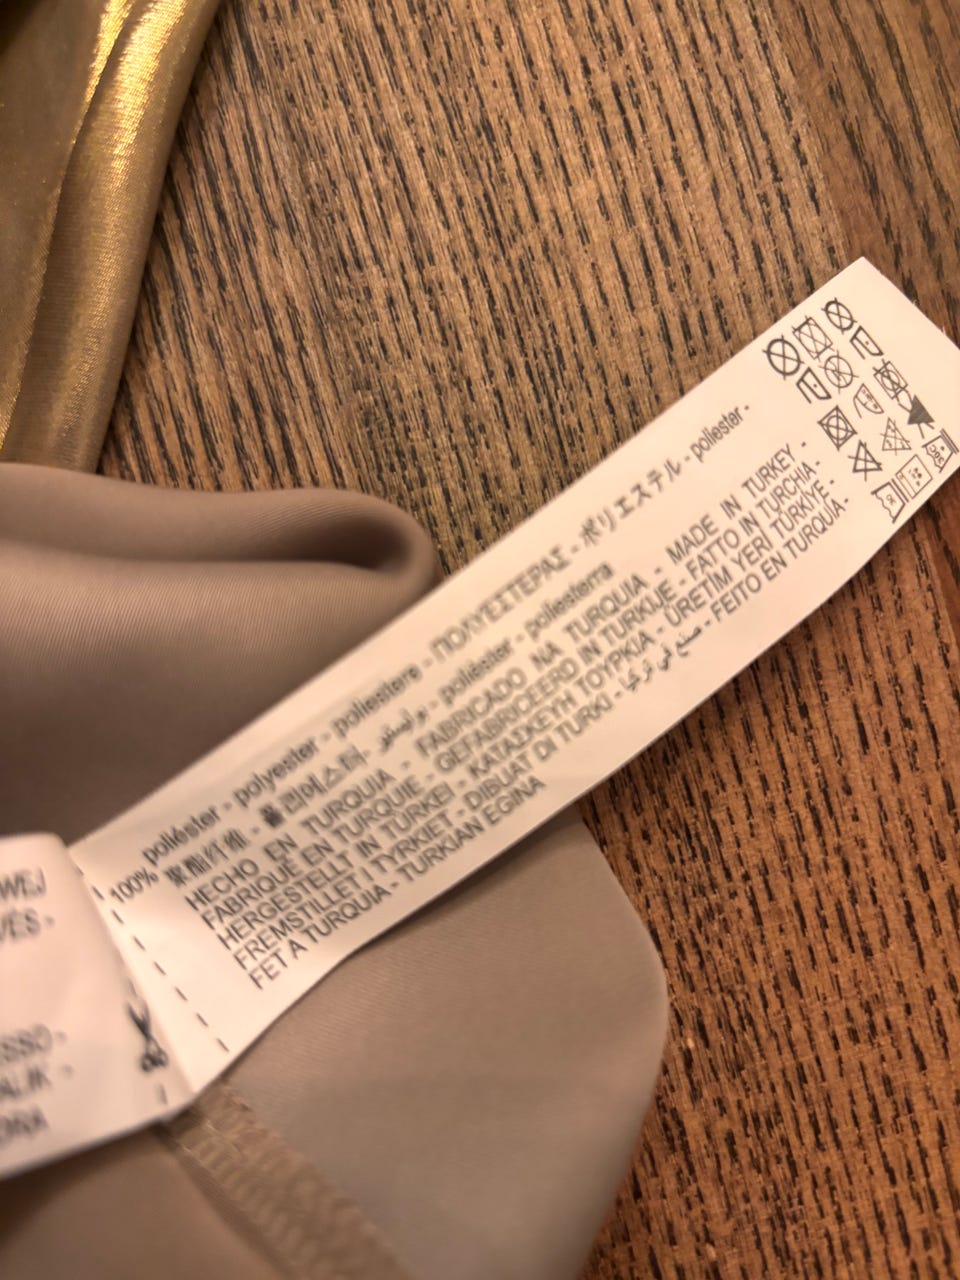 100% poliéster - polyester - poliestere - ΠΟΛΥΕΣΤΕΡΑΣ - ポリエステル - poliester -
聚酯纤维 - 폴리에스터 - بوليستر - poliéster - poliesterra
HECHO EN TURQUIA - FABRICADO NA TURQUIA - MADE IN TURKEY -
FABRIQUÉ EN TURQUIE - GEFABRICEERD IN TURKIJE - FATTO IN TURCHIA -
HERGESTELLT IN TÜRKEI - ΚΑΤΑΣΚΕΥΗ ΤΟΥΡΚΙΑ - ÜRETİM YERİ TÜRKİYE -
FREMSTILLET I TYRKIET - DIBUAT DI TURKI - صنع في تركيا - FEITO EN TURQUÍA -
FET A TURQUIA - TURKIAN EGINA